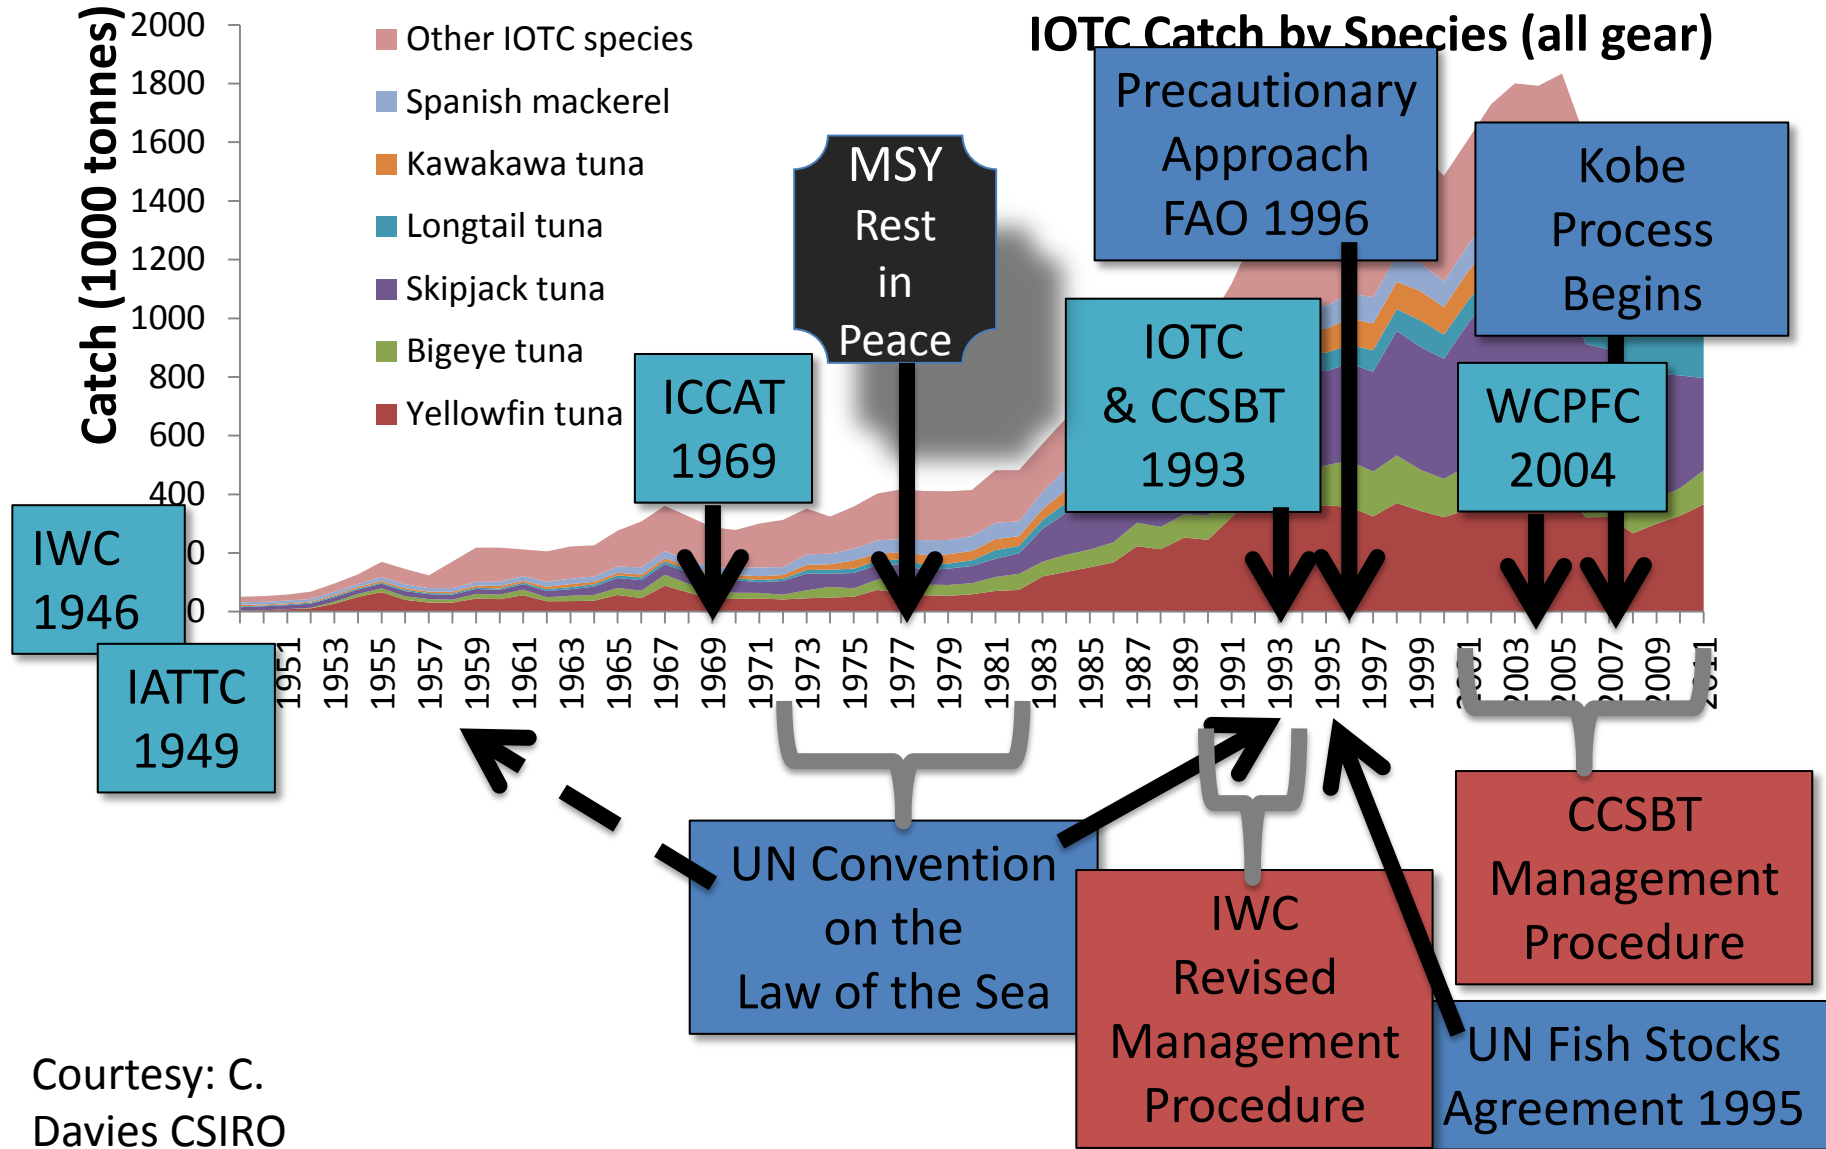 IOTC Catch by Species (all gear)
Catch (1000 tonnes)
2000
1800
1600
1400
1200
1000
800
600
400
0
Other IOTC species
Spanish mackerel
Kawakawa tuna
Longtail tuna
Skipjack tuna
Bigeye tuna
Yellowfin tuna
MSY
Rest
in
Peace
Precautionary
Approach
FAO 1996
Kobe
Process
Begins
ICCAT
1969
IOTC
& CCSBT
1993
WCPFC
2004
IWC
1946
IATTC
1949
1951
1953
1955
1957
1959
1961
1963
1965
1967
1969
1971
1973
1975
1977
1979
1981
1983
1985
1987
1989
1991
1993
1995
1997
1999
2001
2003
2005
2007
2009
2011
UN Convention
on the
Law of the Sea
IWC
Revised
Management
Procedure
CCSBT
Management
Procedure
UN Fish Stocks
Agreement 1995
Courtesy: C.
Davies CSIRO